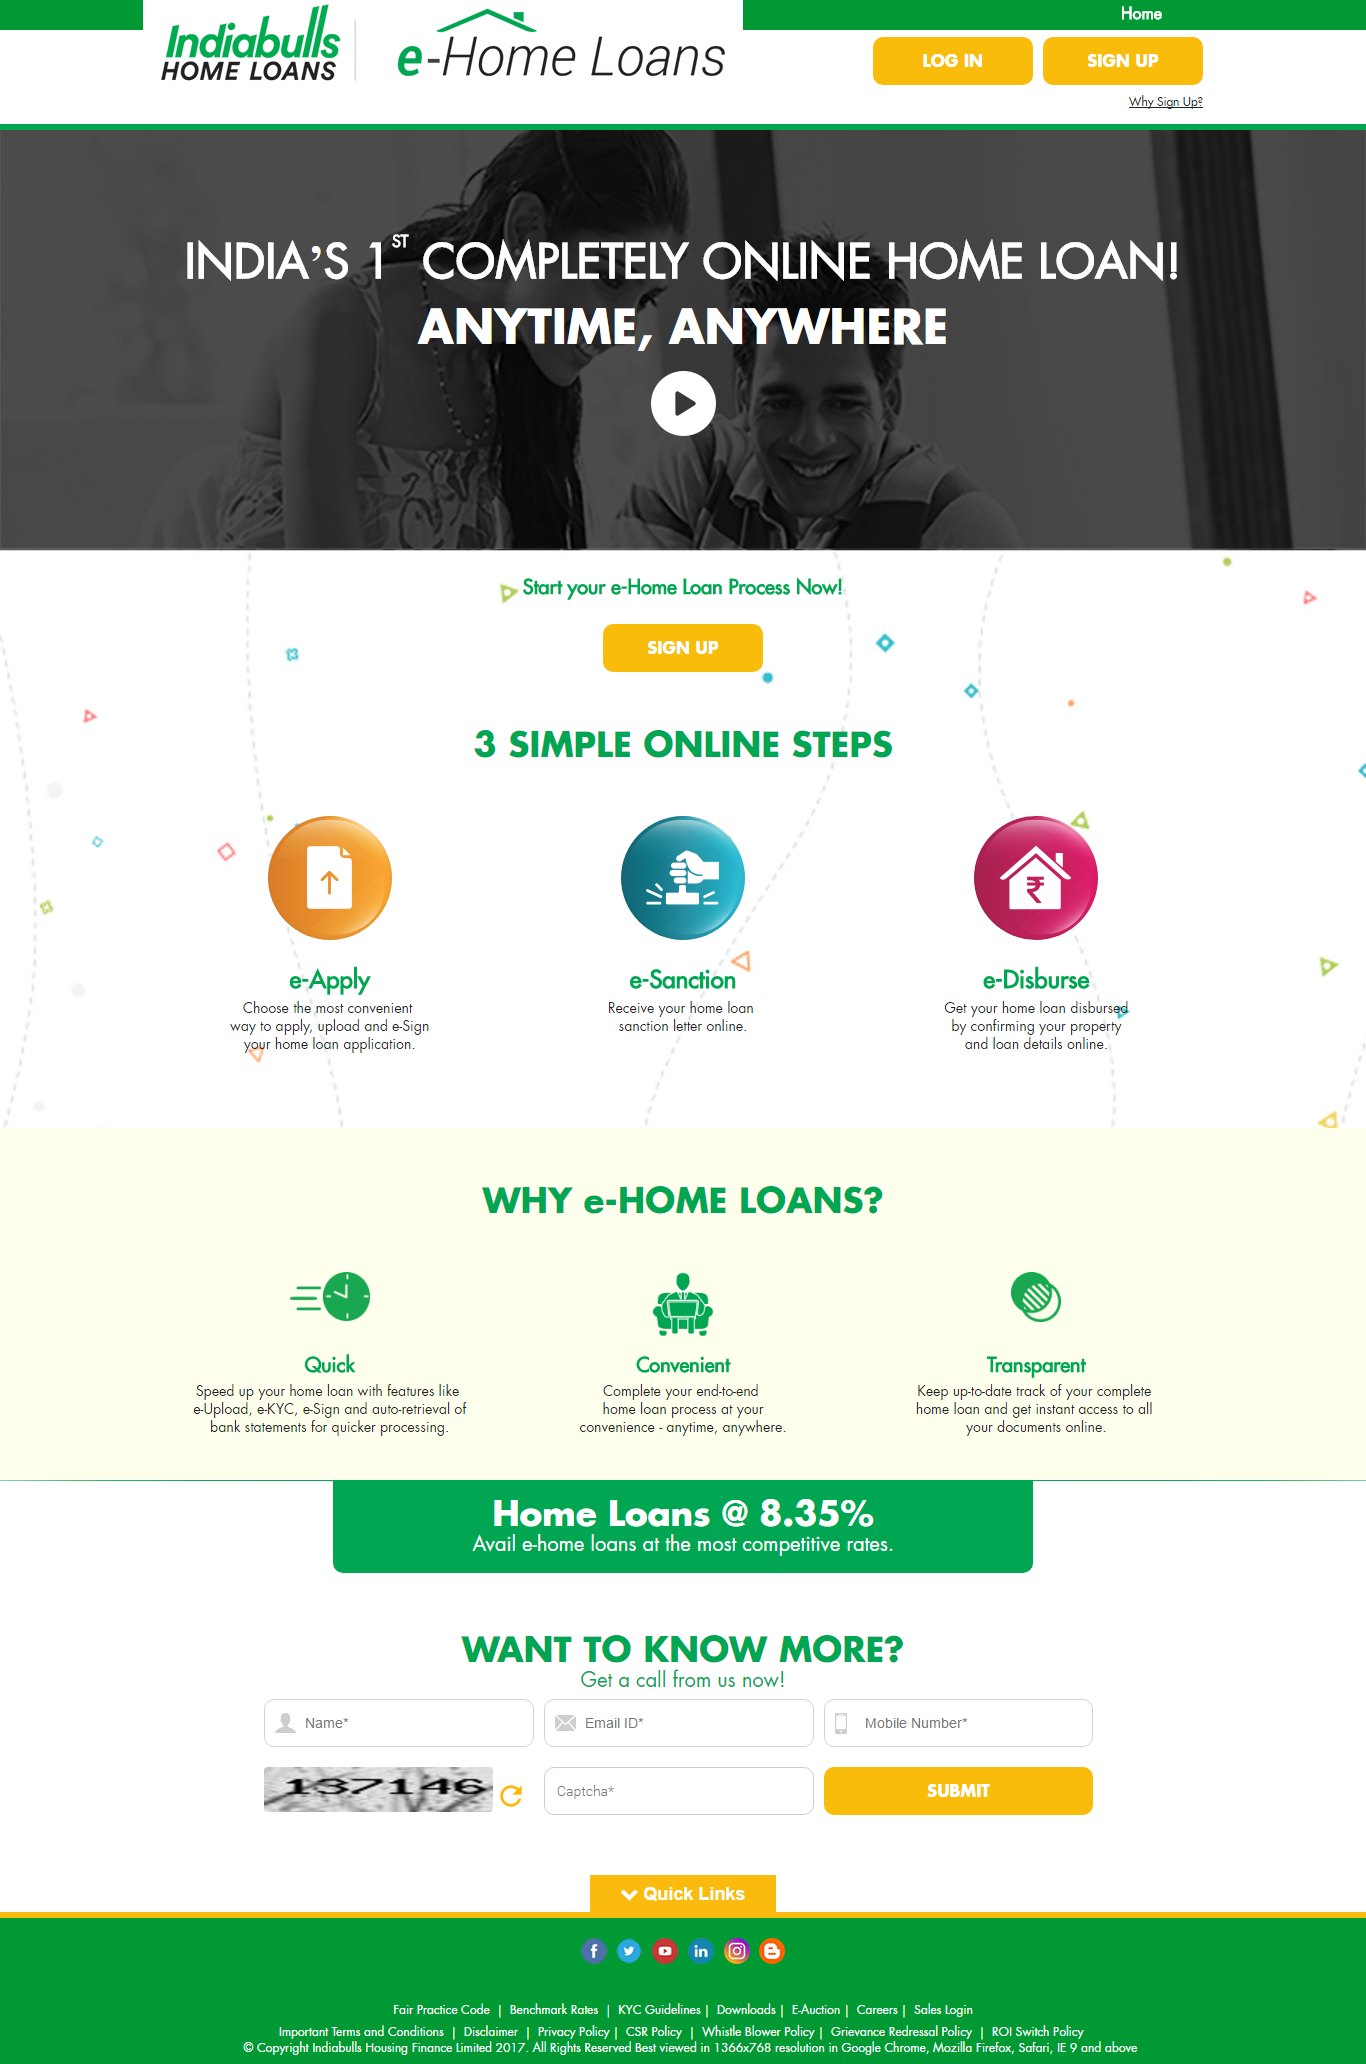 Home
Indiabulls
HOME LOANS
e-Home Loans
LOG IN
SIGN UP
Why Sign Up?
INDIA'S 1ST COMPLETELY ONLINE HOME LOAN!
ANYTIME, ANYWHERE
Start your e-Home Loan Process Now!
SIGN UP
3 SIMPLE ONLINE STEPS
e-Apply
Choose the most convenient
way to apply, upload and e-Sign
your home loan application.
e-Sanction
Receive your home loan
sanction letter online.
₹
e-Disburse
Get your home loan disbursed
by confirming your property
and loan details online.
WHY e-HOME LOANS?
Quick
Speed up your home loan with features like
e-Upload, e-KYC, e-Sign and auto-retrieval of
bank statements for quicker processing.
Convenient
Complete your end-to-end
home loan process at your
convenience - anytime, anywhere.
Transparent
Keep up-to-date track of your complete
home loan and get instant access to all
your documents online.
Home Loans @ 8.35%
Avail e-home loans at the most competitive rates.
WANT TO KNOW MORE?
Get a call from us now!
Name*
Email ID*
Mobile Number*
137146
Captcha*
SUBMIT
Quick Links
Fair Practice Code | Benchmark Rates | KYC Guidelines | Downloads | E-Auction | Careers | Sales Login
Important Terms and Conditions | Disclaimer | Privacy Policy | CSR Policy | Whistle Blower Policy | Grievance Redressal Policy | ROI Switch Policy
© Copyright Indiabulls Housing Finance Limited 2017. All Rights Reserved Best viewed in 1366x768 resolution in Google Chrome, Mozilla Firefox, Safari, IE 9 and above